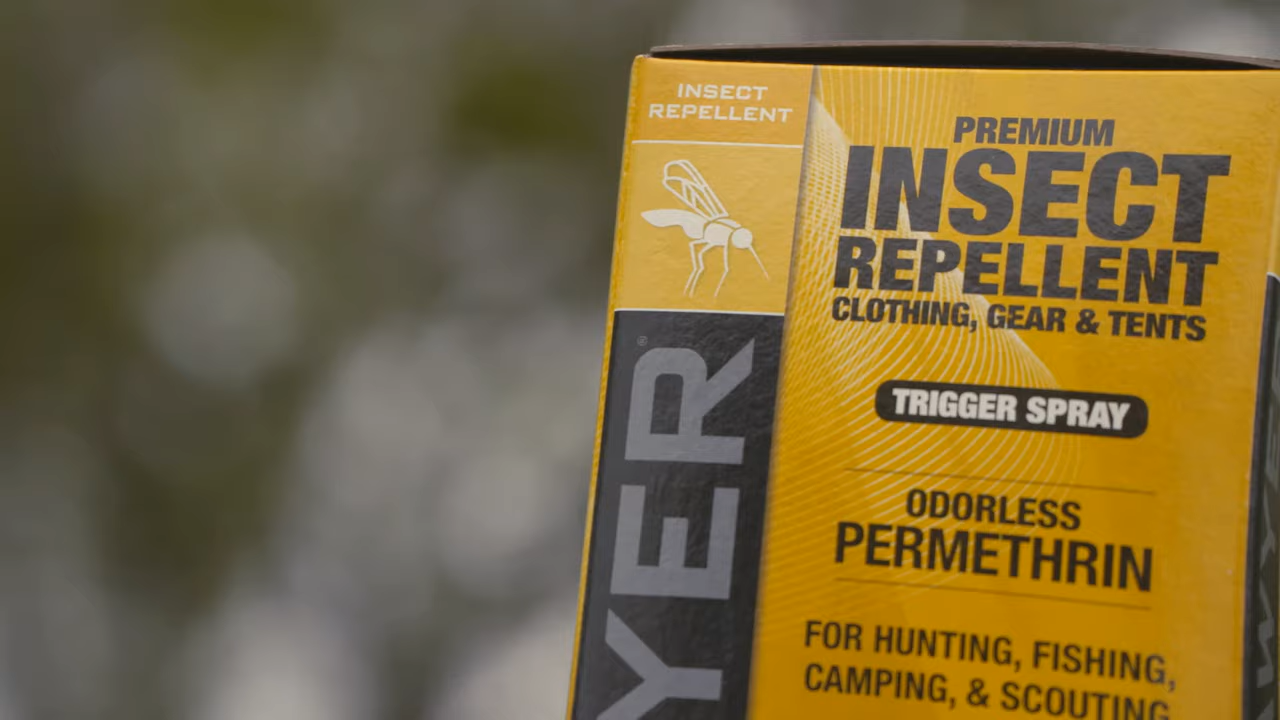 INSECT
REPELLENT
YER®
PREMIUM
INSECT
REPELLENT
CLOTHING, GEAR & TENTS
TRIGGER SPRAY
ODORLESS
PERMETHRIN
FOR HUNTING, FISHING,
CAMPING, & SCOUTING